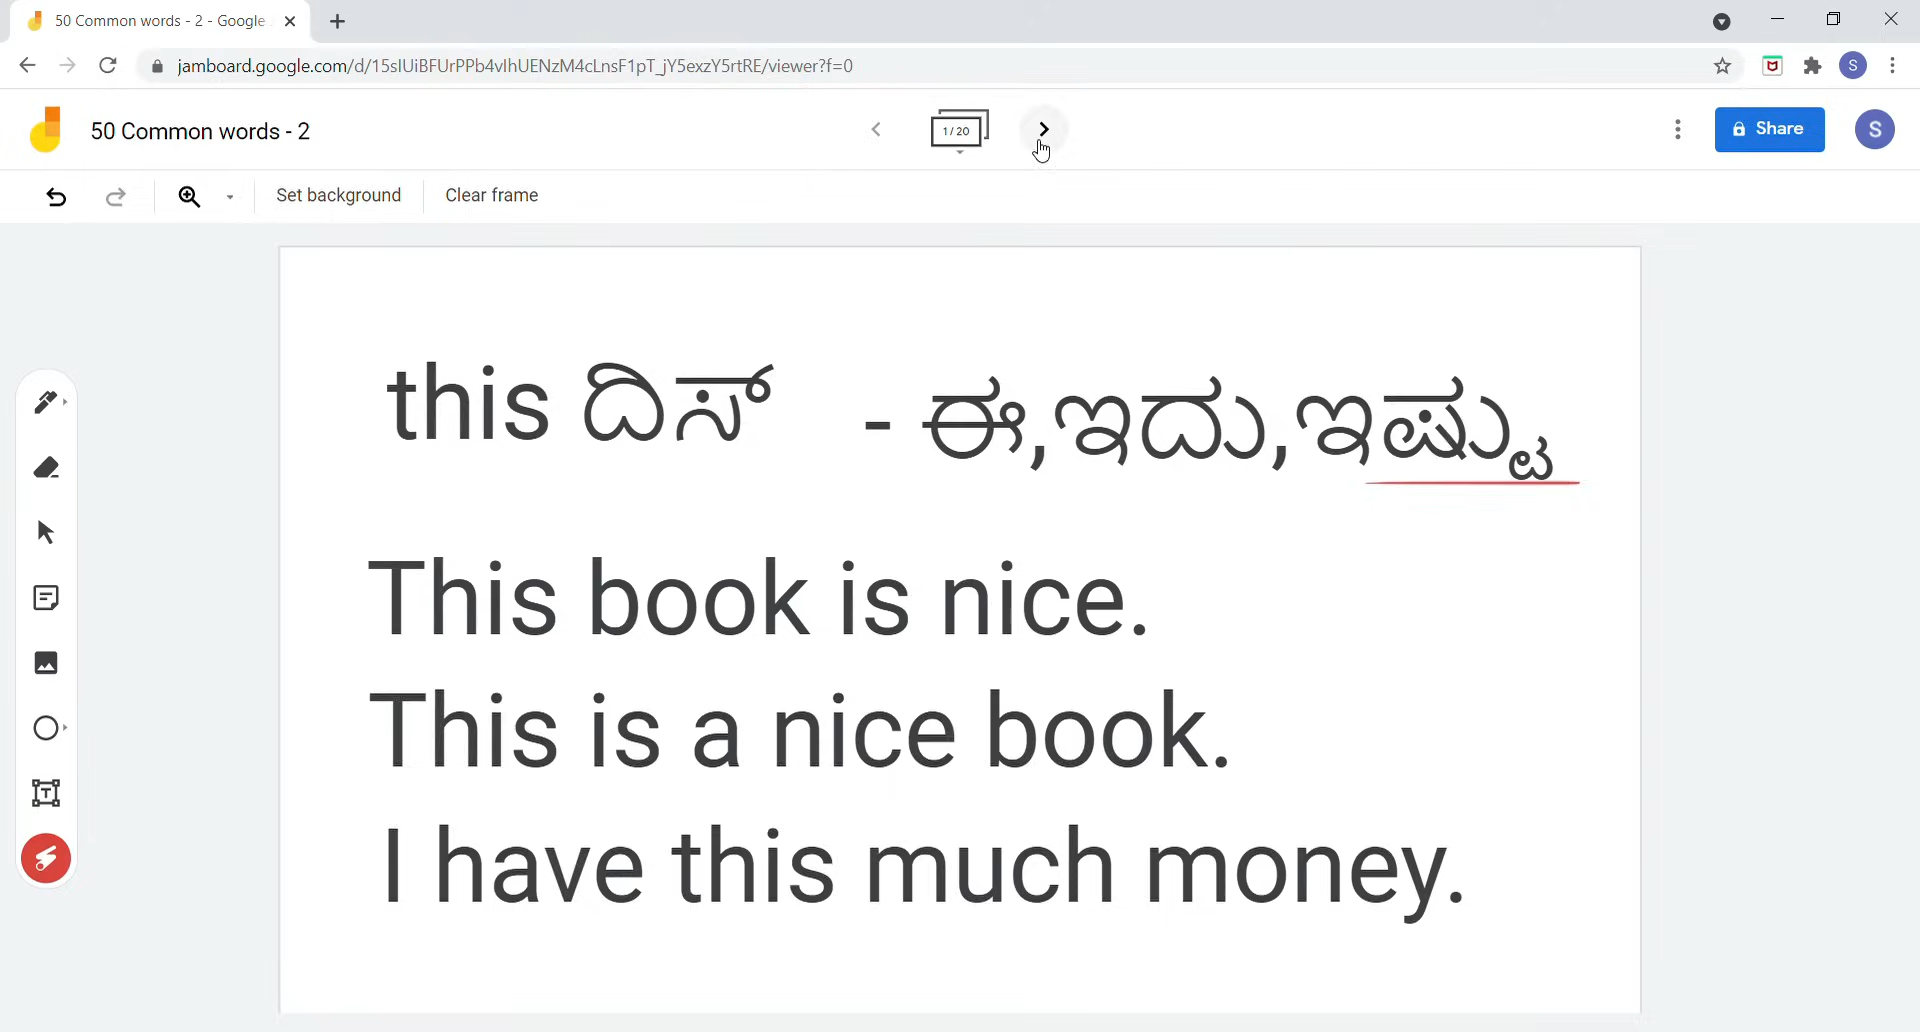 50 Common words - 2 - Google
jamboard.google.com/d/15slUiBFUrPPb4vlhUENzM4cLnsF1pT_jY5exzY5rtRE/viewer?f=0
S
50 Common words - 2
1 / 20
Share
S
Set background
Clear frame
this ದಿಸ್ - ಈ,ಇದು,ಇಷ್ಟು
This book is nice.
This is a nice book.
I have this much money.